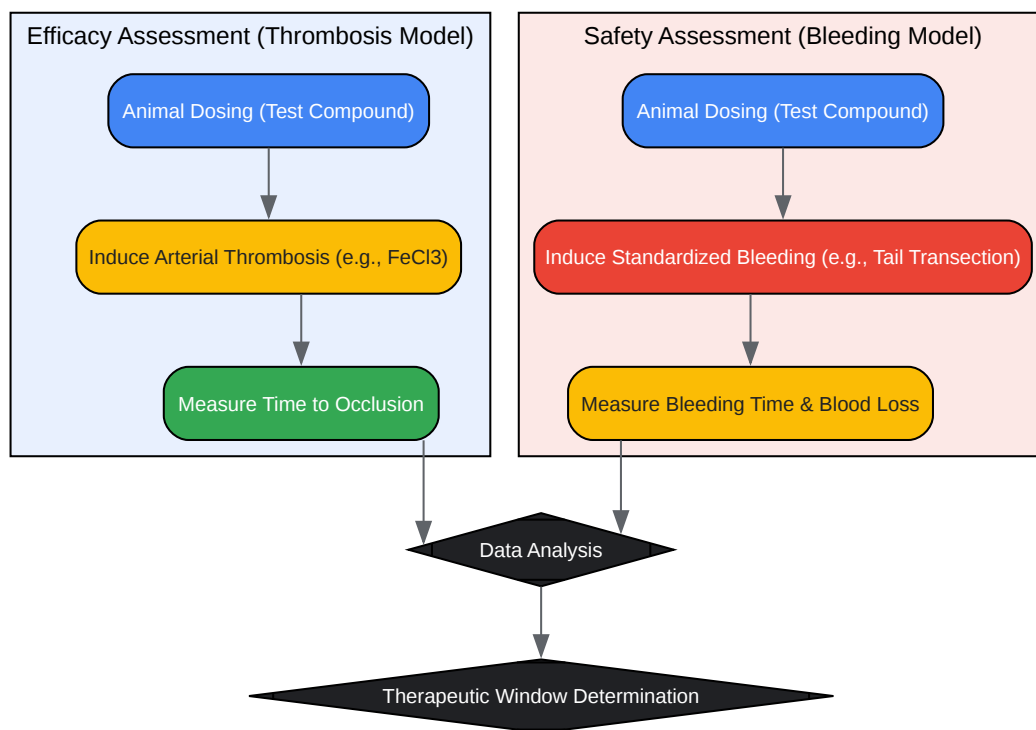 Efficacy Assessment (Thrombosis Model)
Animal Dosing (Test Compound)
Induce Arterial Thrombosis (e.g., FeCl3)
Measure Time to Occlusion
Safety Assessment (Bleeding Model)
Animal Dosing (Test Compound)
Induce Standardized Bleeding (e.g., Tail Transection)
Measure Bleeding Time & Blood Loss
Data Analysis
Therapeutic Window Determination